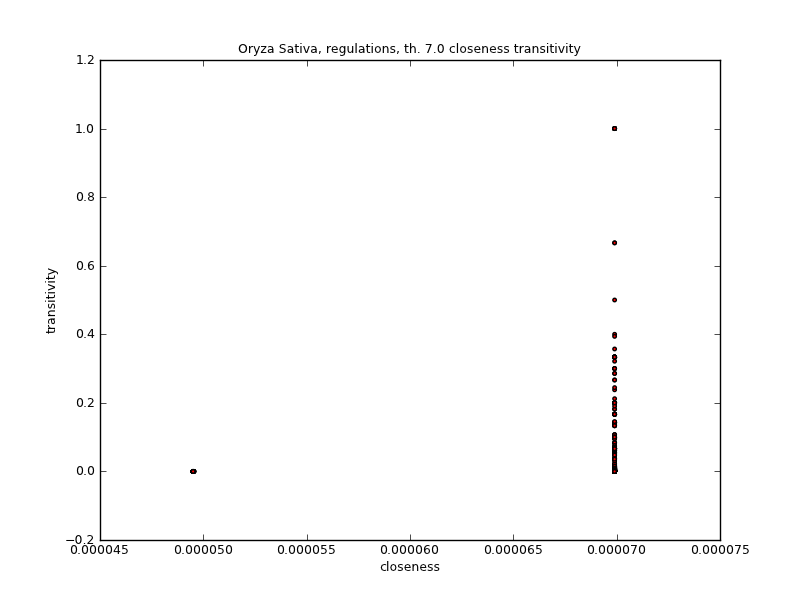 Oryza Sativa, regulations, th. 7.0 closeness transitivity
1.2
1.0
0.8
0.6
0.4
0.2
0.0
−0.2
transitivity
0.000045 0.000050 0.000055 0.000060 0.000065 0.000070 0.000075
closeness